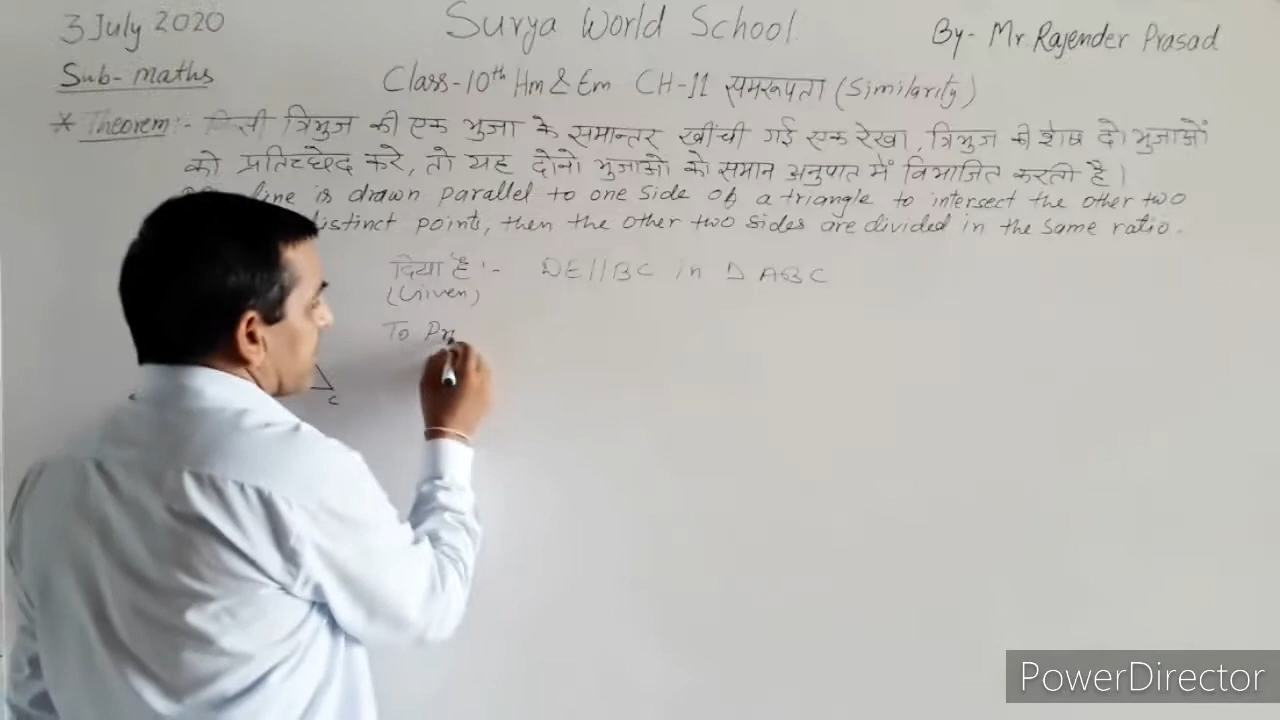 3 July 2020 Surya World School By- Mr. Rajender Prasad
Sub- maths Class-10th Hm & Em CH-11 समरूपता (Similarity)
* Theorem:- किसी त्रिभुज की एक भुजा के समान्तर खींची गई एक रेखा, त्रिभुज की शेष दो भुजाओं
को प्रतिच्छेद करे, तो यह दोनो भुजाओं को समान अनुपात में विभाजित करती है।
line is drawn parallel to one side of a triangle to intersect the other two
distinct points, then the other two sides are divided in the same ratio.
दिया है:- DE//BC in Δ ABC
(Given)
To Pr
C
PowerDirector